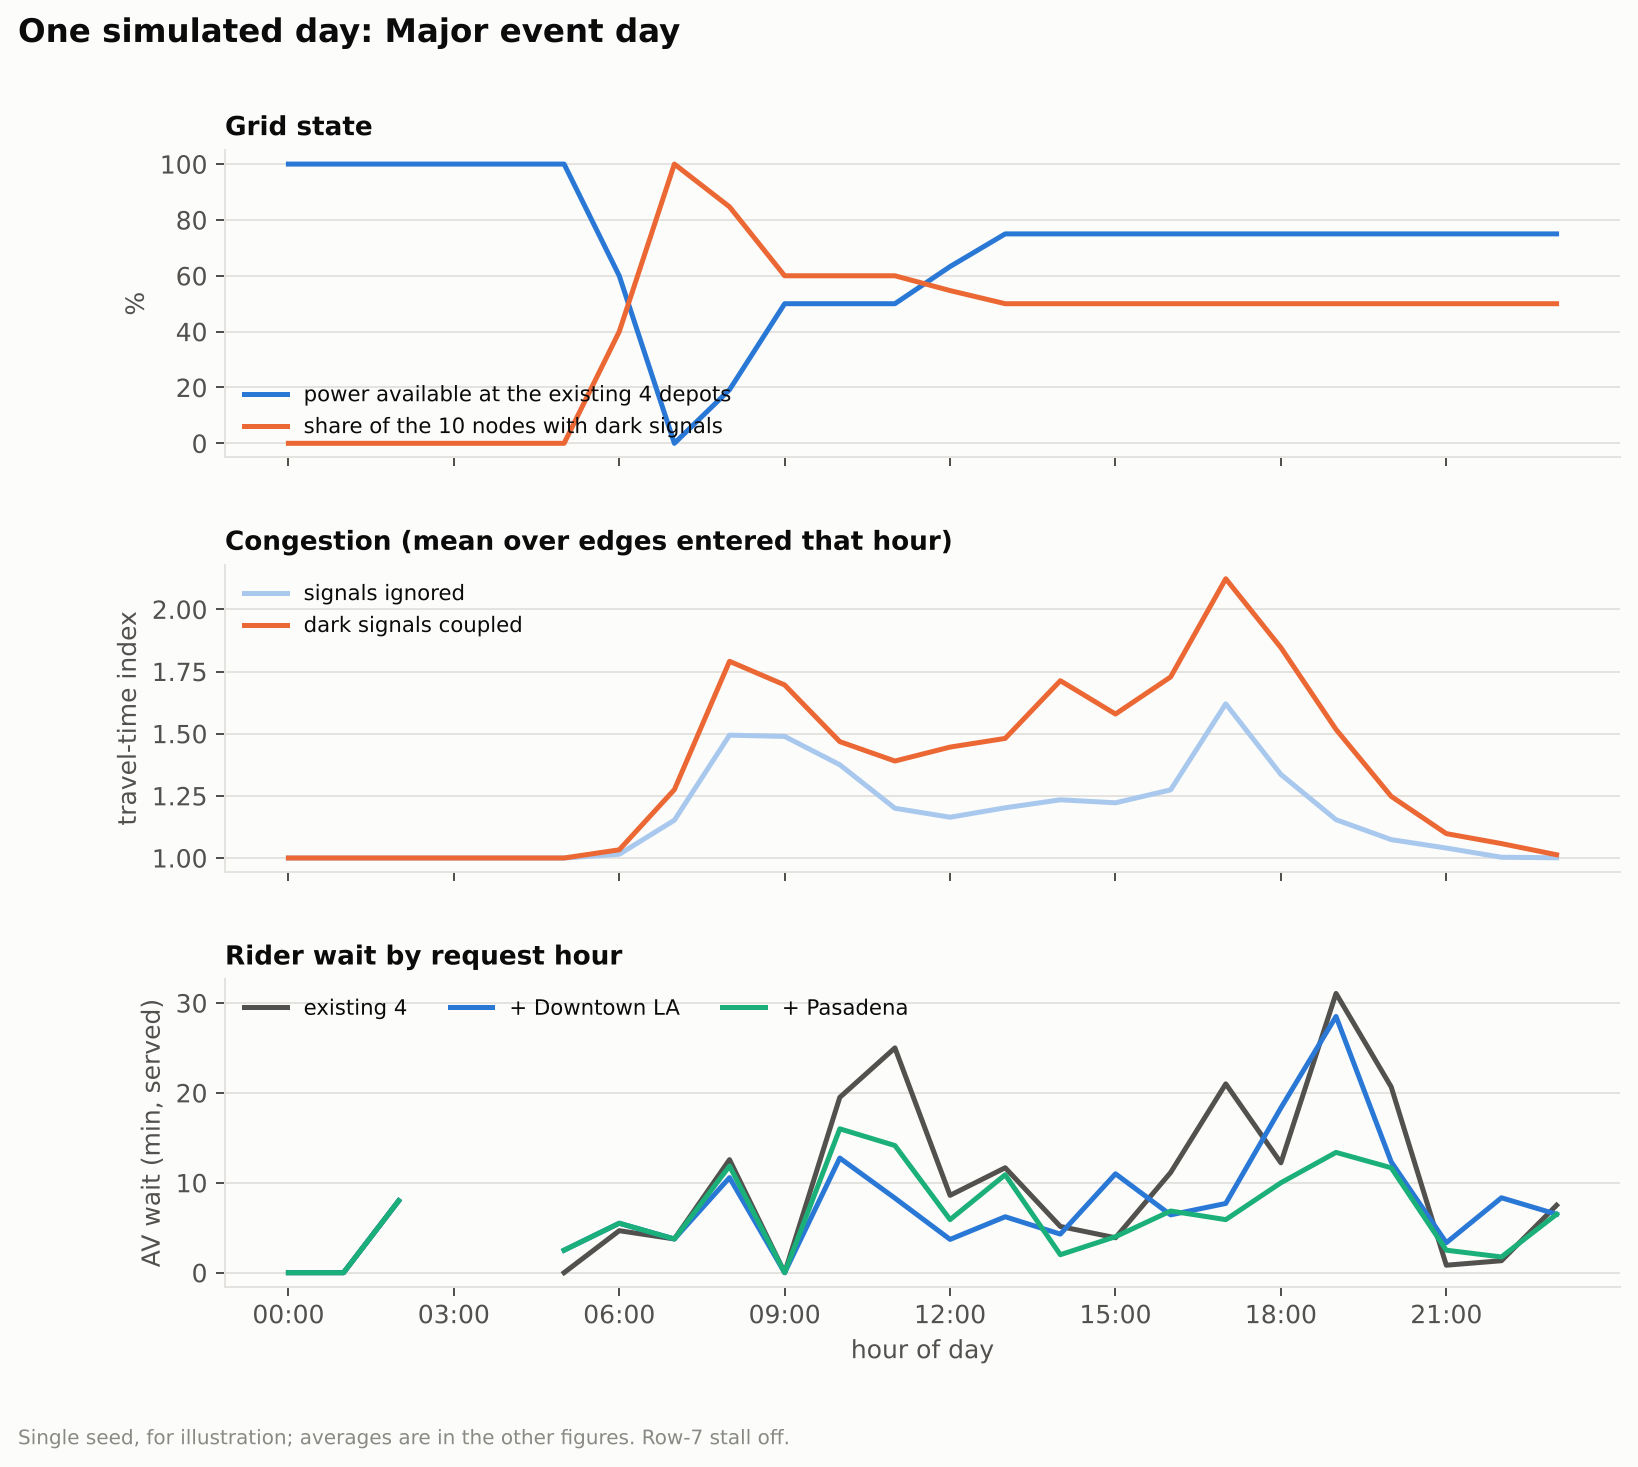 One simulated day: Major event day
Grid state
100
80
60
40
20
0
%
power available at the existing 4 depots
share of the 10 nodes with dark signals
Congestion (mean over edges entered that hour)
2.00
1.75
1.50
1.25
1.00
travel-time index
signals ignored
dark signals coupled
Rider wait by request hour
30
20
10
0
AV wait (min, served)
existing 4 + Downtown LA + Pasadena
00:00 03:00 06:00 09:00 12:00 15:00 18:00 21:00
hour of day
Single seed, for illustration; averages are in the other figures. Row-7 stall off.